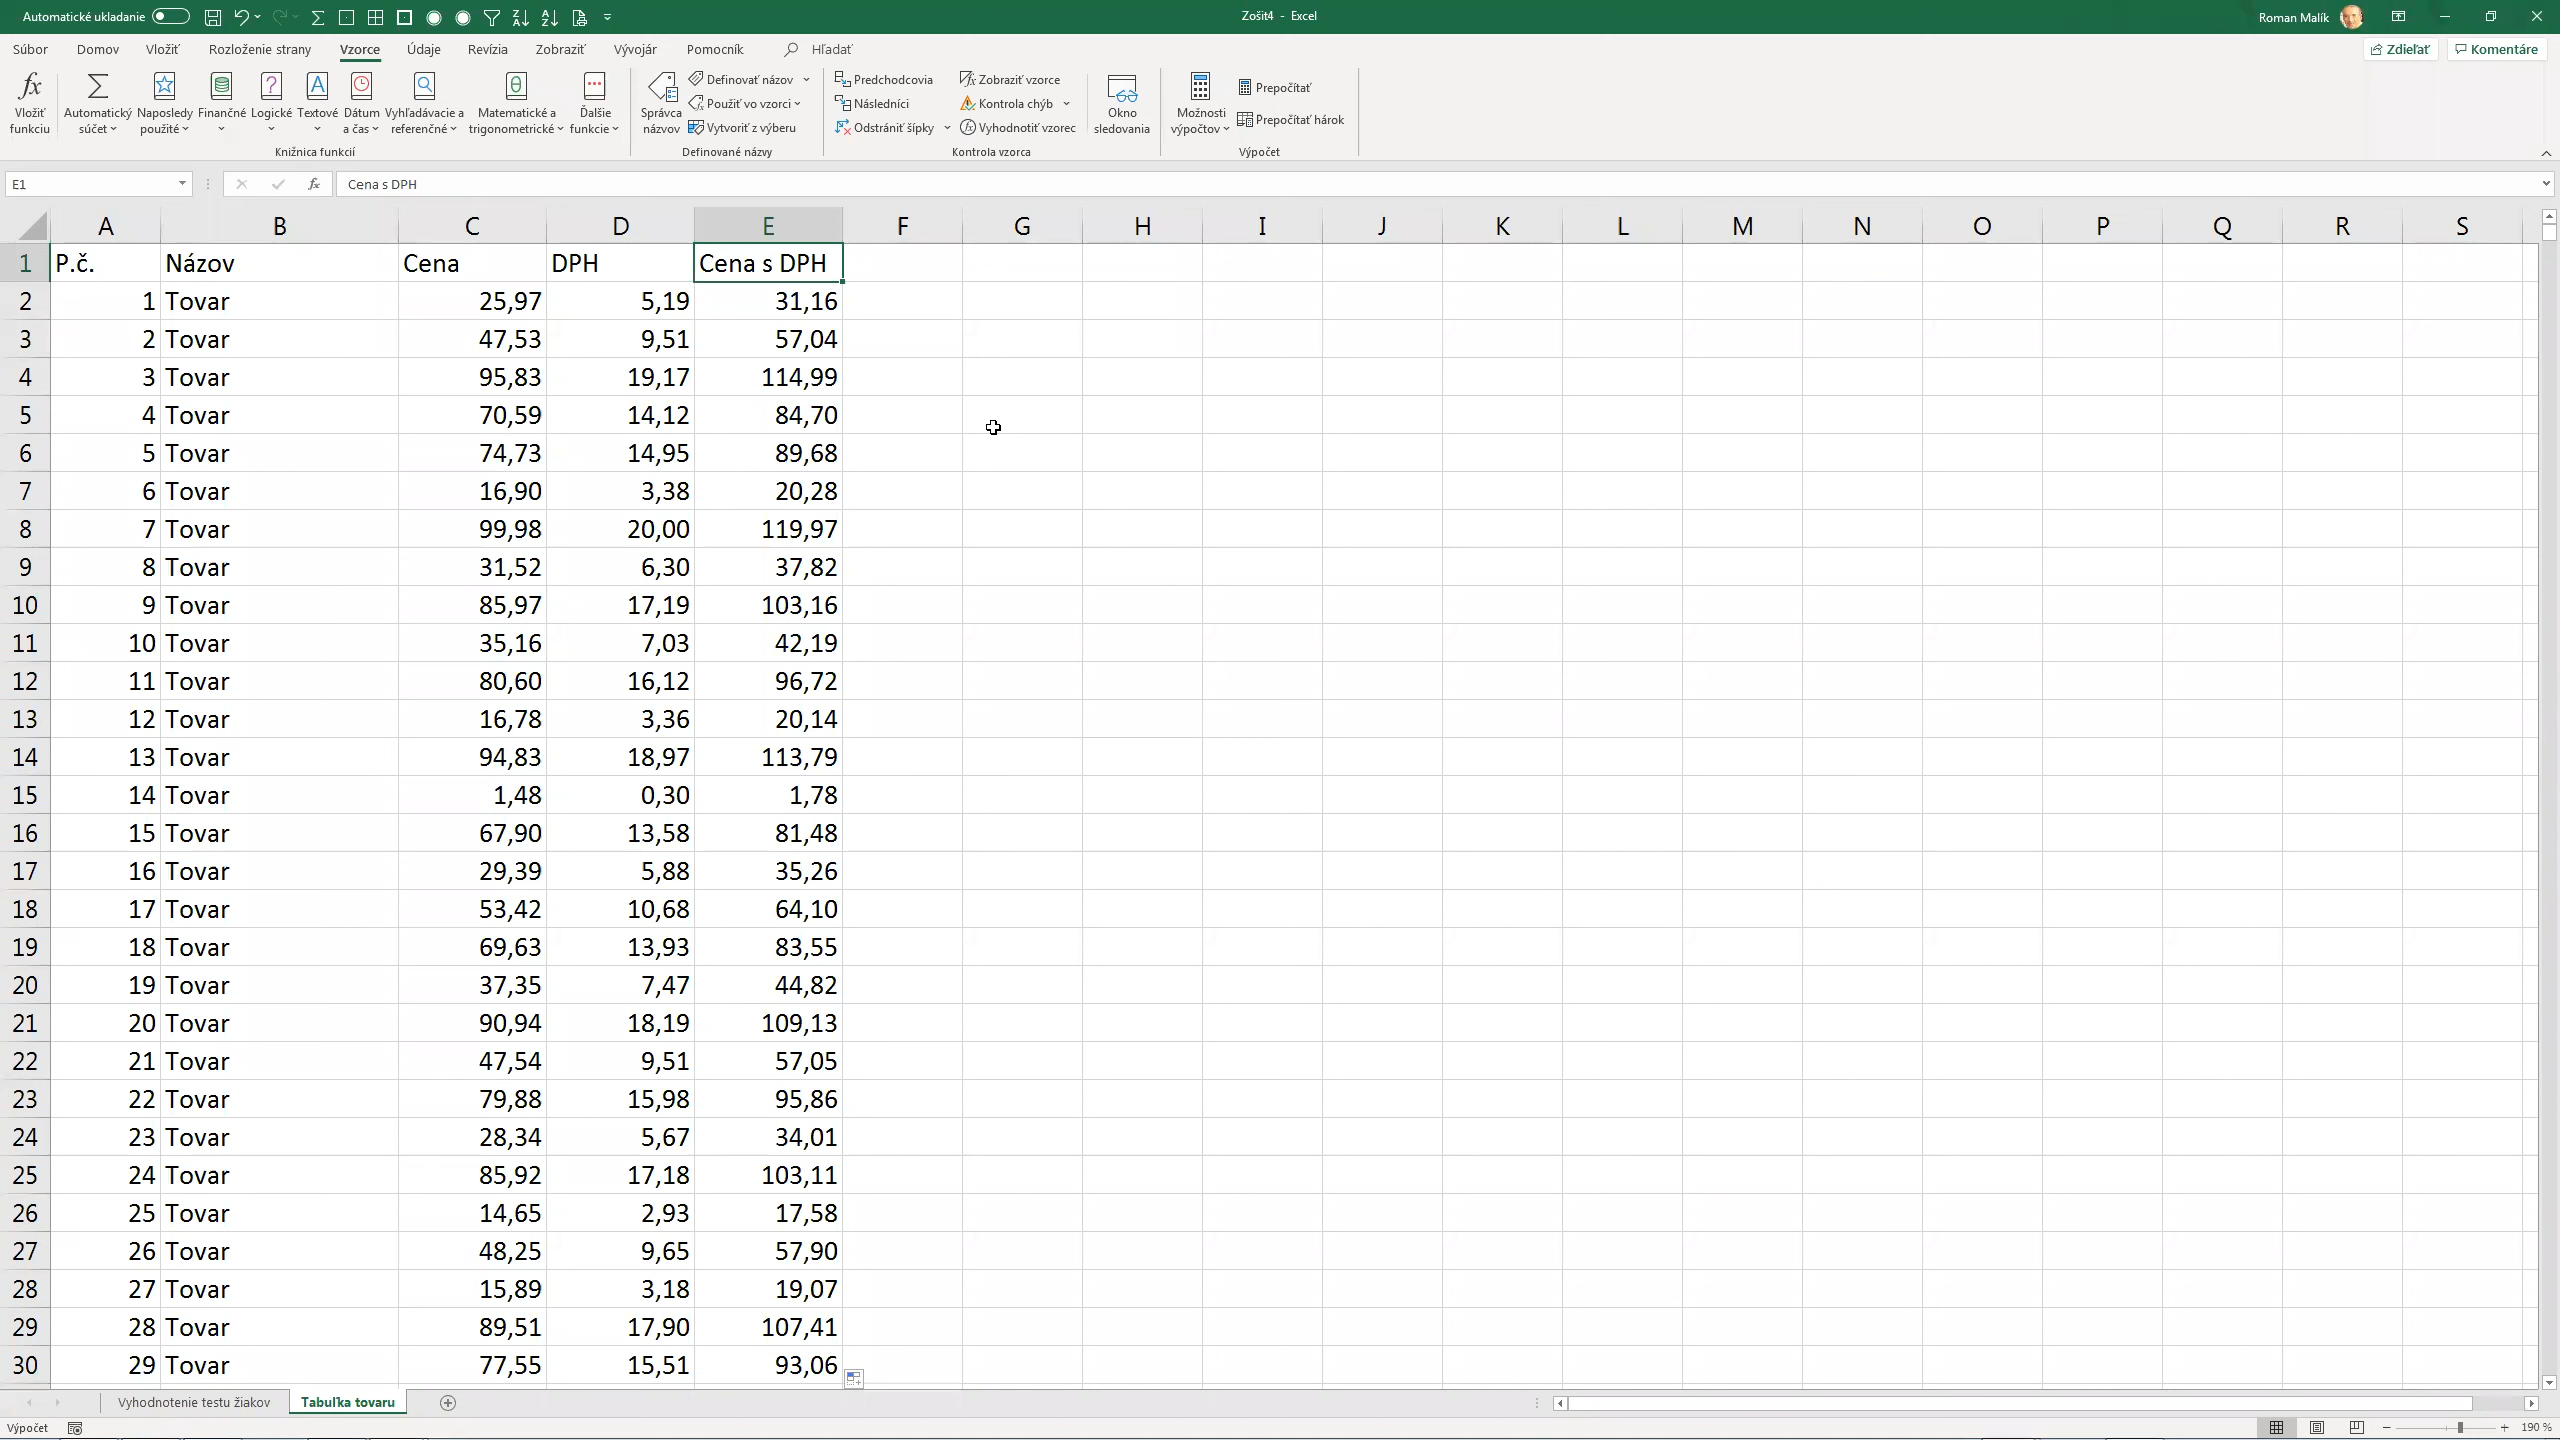 Automatické ukladanie Zošit4 - Excel Roman Malík
Súbor Domov Vložiť Rozloženie strany Vzorce Údaje Revízia Zobraziť Vývojár Pomocník Hľadať Zdieľať Komentáre
Vložiť funkciu
Automatický súčet
Naposledy použité
Finančné
Logické
Textové
Dátum a čas
Vyhľadávacie a referenčné
Matematické a trigonometrické
Ďalšie funkcie
Knižnica funkcií
Správca názvov
Definovať názov
Použiť vo vzorci
Vytvoriť z výberu
Definované názvy
Predchodcovia
Následníci
Odstrániť šípky
Zobraziť vzorce
Kontrola chýb
Vyhodnotiť vzorec
Kontrola vzorca
Okno sledovania
Možnosti výpočtov
Prepočítať
Prepočítať hárok
Výpočet
E1 fx Cena s DPH
A B C D E F G H I J K L M N O P Q R S
1 P.č. Názov Cena DPH Cena s DPH
2 1 Tovar 25,97 5,19 31,16
3 2 Tovar 47,53 9,51 57,04
4 3 Tovar 95,83 19,17 114,99
5 4 Tovar 70,59 14,12 84,70
6 5 Tovar 74,73 14,95 89,68
7 6 Tovar 16,90 3,38 20,28
8 7 Tovar 99,98 20,00 119,97
9 8 Tovar 31,52 6,30 37,82
10 9 Tovar 85,97 17,19 103,16
11 10 Tovar 35,16 7,03 42,19
12 11 Tovar 80,60 16,12 96,72
13 12 Tovar 16,78 3,36 20,14
14 13 Tovar 94,83 18,97 113,79
15 14 Tovar 1,48 0,30 1,78
16 15 Tovar 67,90 13,58 81,48
17 16 Tovar 29,39 5,88 35,26
18 17 Tovar 53,42 10,68 64,10
19 18 Tovar 69,63 13,93 83,55
20 19 Tovar 37,35 7,47 44,82
21 20 Tovar 90,94 18,19 109,13
22 21 Tovar 47,54 9,51 57,05
23 22 Tovar 79,88 15,98 95,86
24 23 Tovar 28,34 5,67 34,01
25 24 Tovar 85,92 17,18 103,11
26 25 Tovar 14,65 2,93 17,58
27 26 Tovar 48,25 9,65 57,90
28 27 Tovar 15,89 3,18 19,07
29 28 Tovar 89,51 17,90 107,41
30 29 Tovar 77,55 15,51 93,06
Vyhodnotenie testu žiakov Tabuľka tovaru
Výpočet 190 %